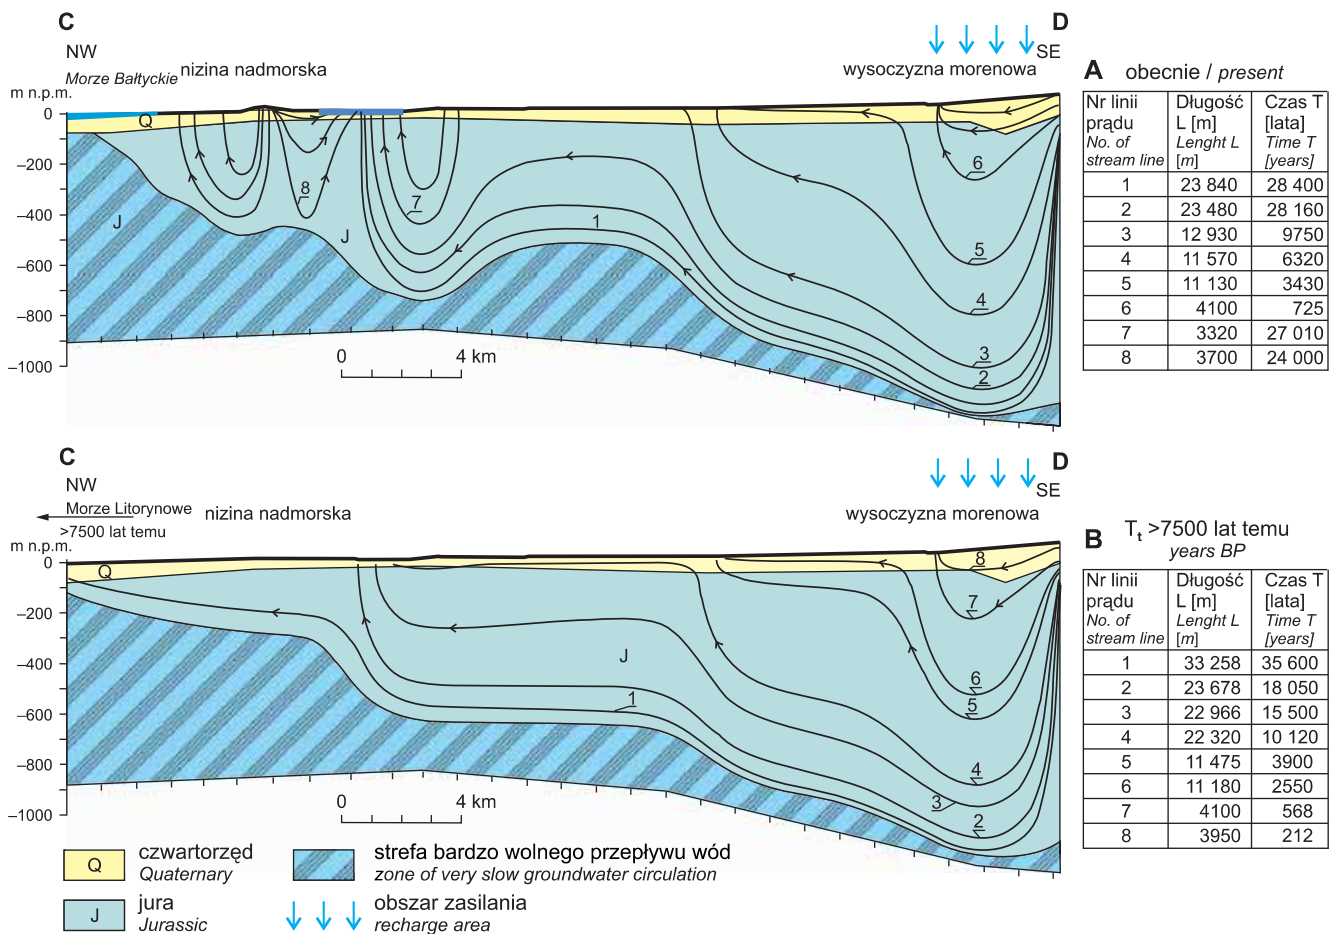 C
D
NW
SE
Morze Bałtyckie
nizina nadmorska
wysoczyzna morenowa
m n.p.m.
0
–200
–400
–600
–800
–1000
Q
J
J
8
7
1
6
5
4
3
2
0 4 km
A obecnie / present
Nr linii prądu No. of stream line | Długość L [m] Lenght L [m] | Czas T [lata] Time T [years]
1 23 840 28 400
2 23 480 28 160
3 12 930 9750
4 11 570 6320
5 11 130 3430
6 4100 725
7 3320 27 010
8 3700 24 000
C
D
NW
SE
Morze Litorynowe
>7500 lat temu
nizina nadmorska
wysoczyzna morenowa
m n.p.m.
0
–200
–400
–600
–800
–1000
Q
J
8
7
6
5
1
4
3
2
0 4 km
B Tt >7500 lat temu
years BP
Nr linii prądu No. of stream line | Długość L [m] Lenght L [m] | Czas T [lata] Time T [years]
1 33 258 35 600
2 23 678 18 050
3 22 966 15 500
4 22 320 10 120
5 11 475 3900
6 11 180 2550
7 4100 568
8 3950 212
Q czwartorzęd
Quaternary
strefa bardzo wolnego przepływu wód
zone of very slow groundwater circulation
J jura
Jurassic
obszar zasilania
recharge area